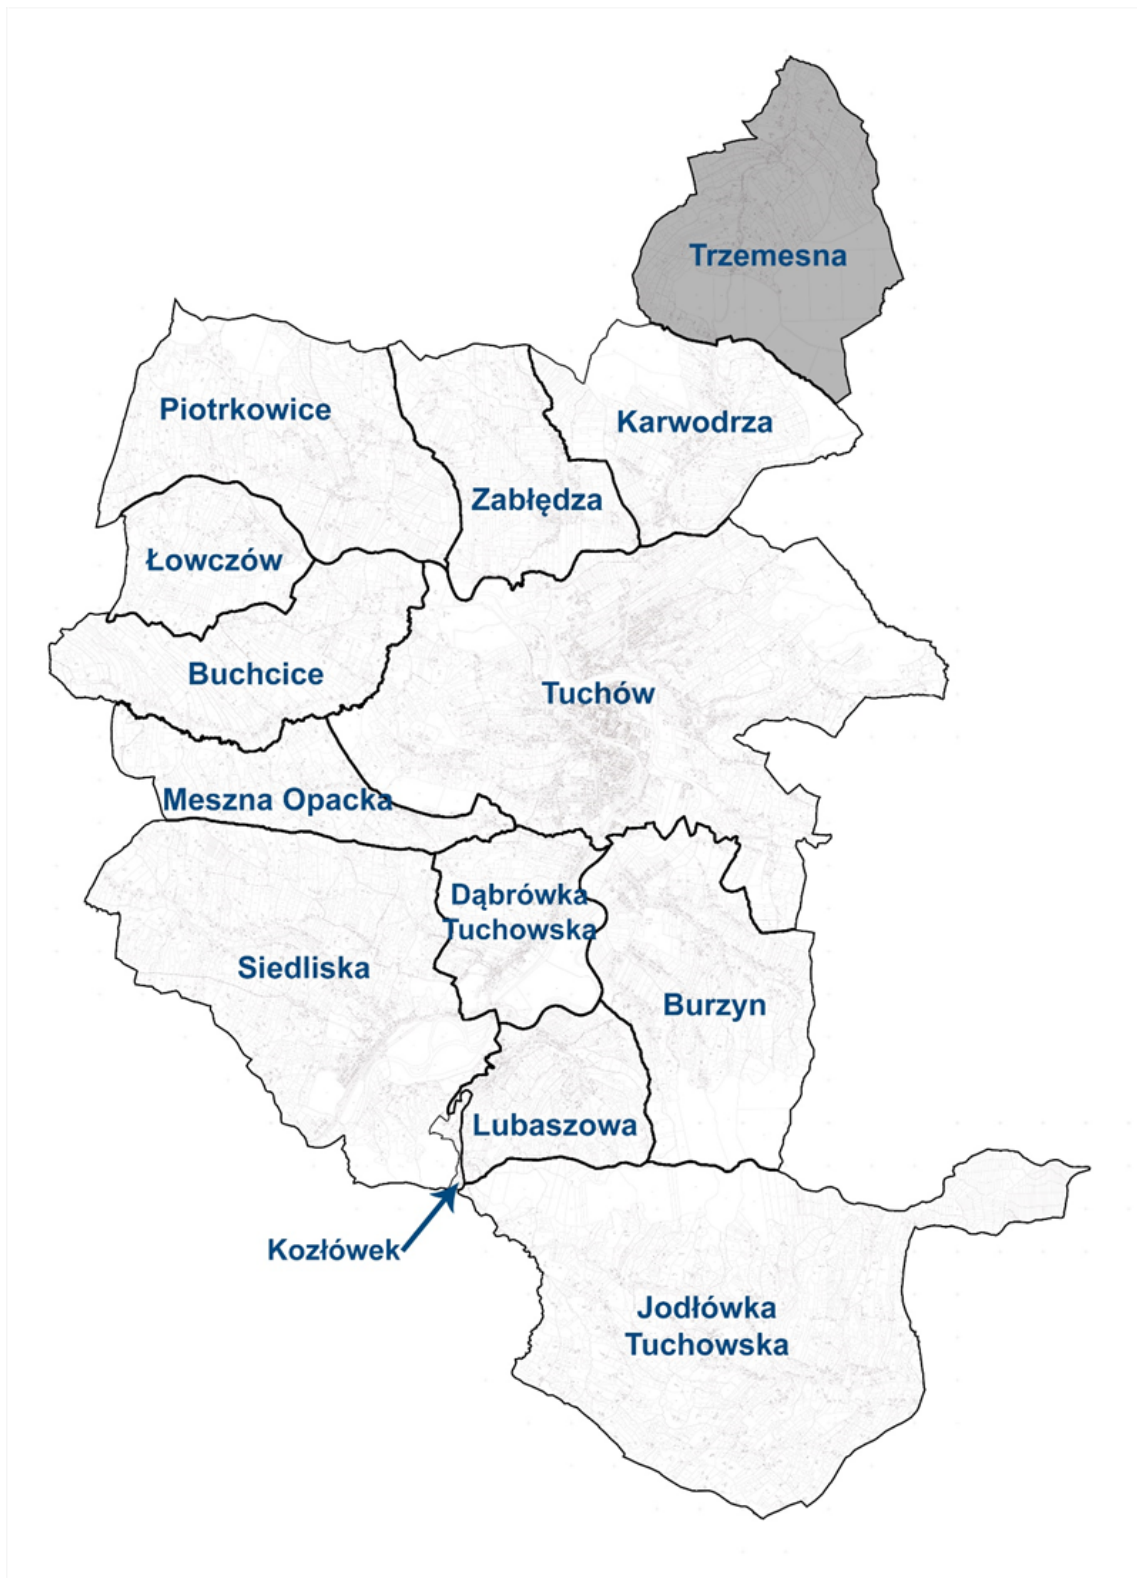 Trzemesna
Piotrkowice
Karwodrza
Zabłędza
Łowczów
Buchcice
Tuchów
Meszna Opacka
Dąbrówka
Tuchowska
Siedliska
Burzyn
Lubaszowa
Kozłówek
Jodłówka
Tuchowska